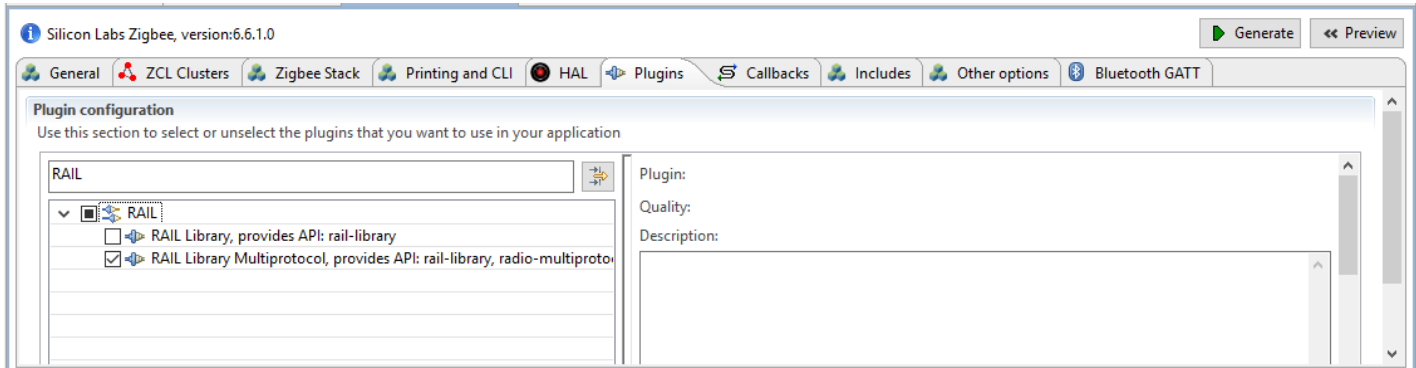 Silicon Labs Zigbee, version:6.6.1.0
Generate
Preview
General ZCL Clusters Zigbee Stack Printing and CLI HAL Plugins Callbacks Includes Other options Bluetooth GATT
Plugin configuration
Use this section to select or unselect the plugins that you want to use in your application
RAIL
RAIL
RAIL Library, provides API: rail-library
RAIL Library Multiprotocol, provides API: rail-library, radio-multiproto
Plugin:
Quality:
Description: